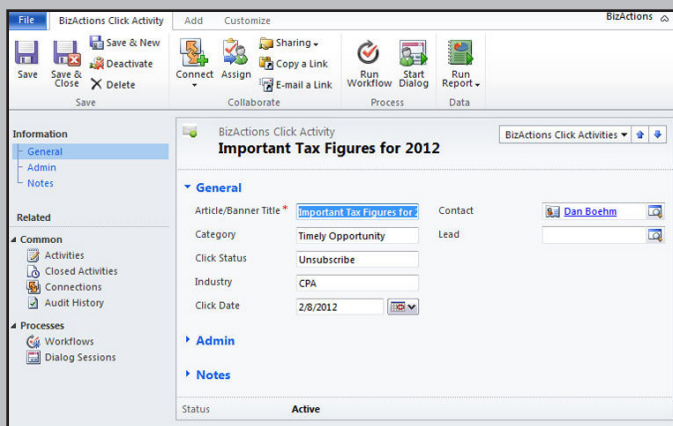 File BizActions Click Activity Add Customize BizActions
Save
Save & Close
Save & New
Deactivate
Delete
Save
Connect
Assign
Sharing
Copy a Link
E-mail a Link
Collaborate
Run Workflow
Start Dialog
Process
Run Report
Data
Information
General
Admin
Notes
Related
Common
Activities
Closed Activities
Connections
Audit History
Processes
Workflows
Dialog Sessions
BizActions Click Activity
Important Tax Figures for 2012
BizActions Click Activities
General
Article/Banner Title * Important Tax Figures for 2
Contact Dan Boehm
Category Timely Opportunity
Lead
Click Status Unsubscribe
Industry CPA
Click Date 2/8/2012
Admin
Notes
Status Active